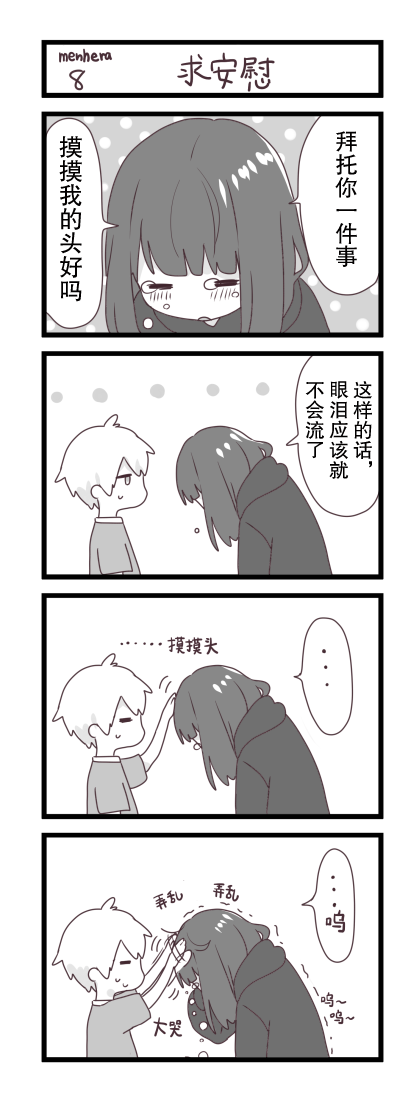 menhera
8
求安慰
拜托你一件事
摸摸我的头好吗
这样的话，
眼泪应该就
不会流了
...
......摸摸头
...呜
弄乱
弄乱
大哭
呜~
呜~